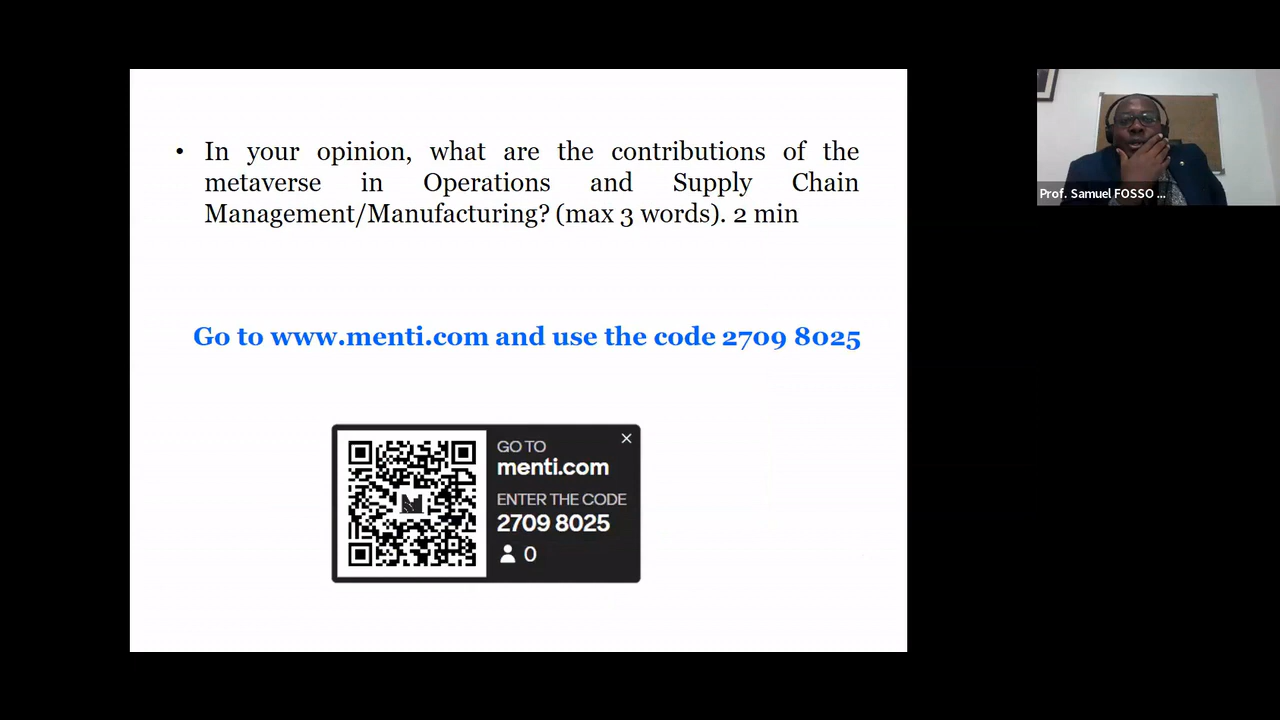 • In your opinion, what are the contributions of the
metaverse in Operations and Supply Chain
Management/Manufacturing? (max 3 words). 2 min
Go to www.menti.com and use the code 2709 8025
GO TO
menti.com
ENTER THE CODE
2709 8025
0
Prof. Samuel FOSSO ...